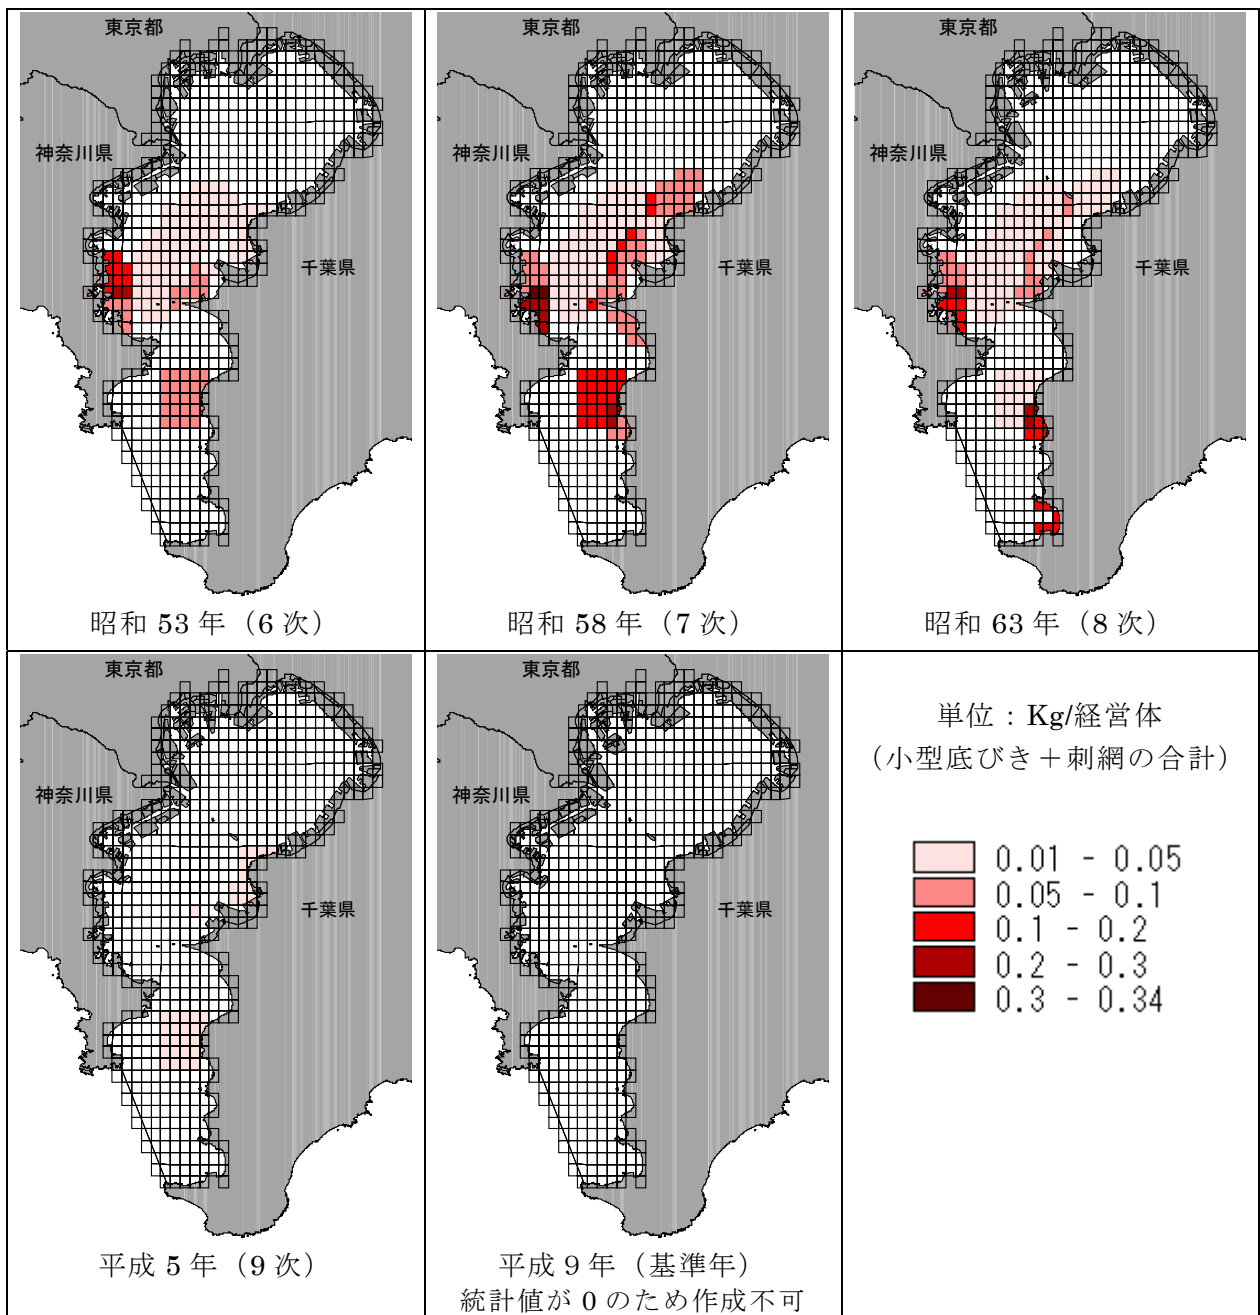 東京都
神奈川県
千葉県
昭和 53 年（6 次）
東京都
神奈川県
千葉県
昭和 58 年（7 次）
東京都
神奈川県
千葉県
昭和 63 年（8 次）
東京都
神奈川県
千葉県
平成 5 年（9 次）
東京都
神奈川県
千葉県
平成 9 年（基準年）
統計値が 0 のため作成不可
単位：Kg/経営体
（小型底びき＋刺網の合計）
0.01 - 0.05
0.05 - 0.1
0.1 - 0.2
0.2 - 0.3
0.3 - 0.34